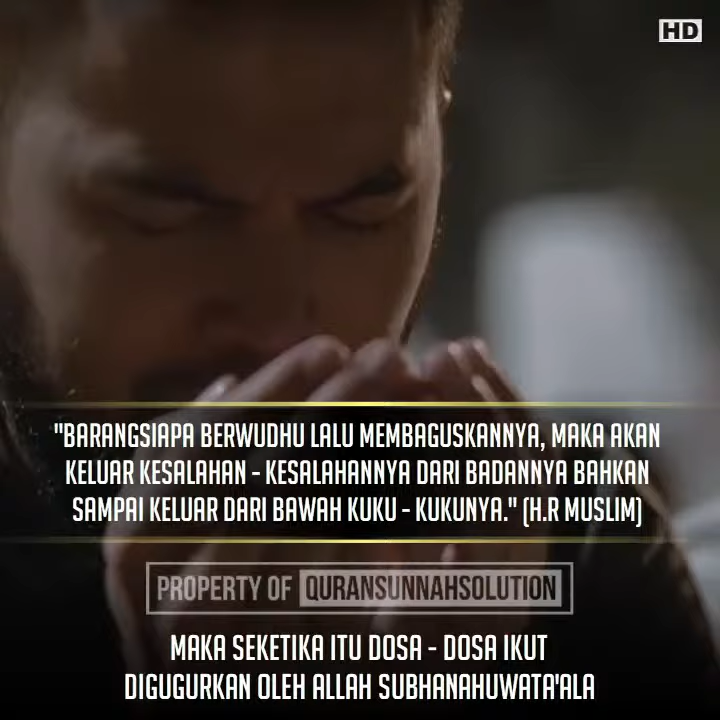 HD
"BARANGSIAPA BERWUDHU LALU MEMBAGUSKANNYA, MAKA AKAN
KELUAR KESALAHAN - KESALAHANNYA DARI BADANNYA BAHKAN
SAMPAI KELUAR DARI BAWAH KUKU - KUKUNYA." (H.R MUSLIM)
PROPERTY OF QURANSUNNAHSOLUTION
MAKA SEKETIKA ITU DOSA - DOSA IKUT
DIGUGURKAN OLEH ALLAH SUBHANAHUWATA'ALA